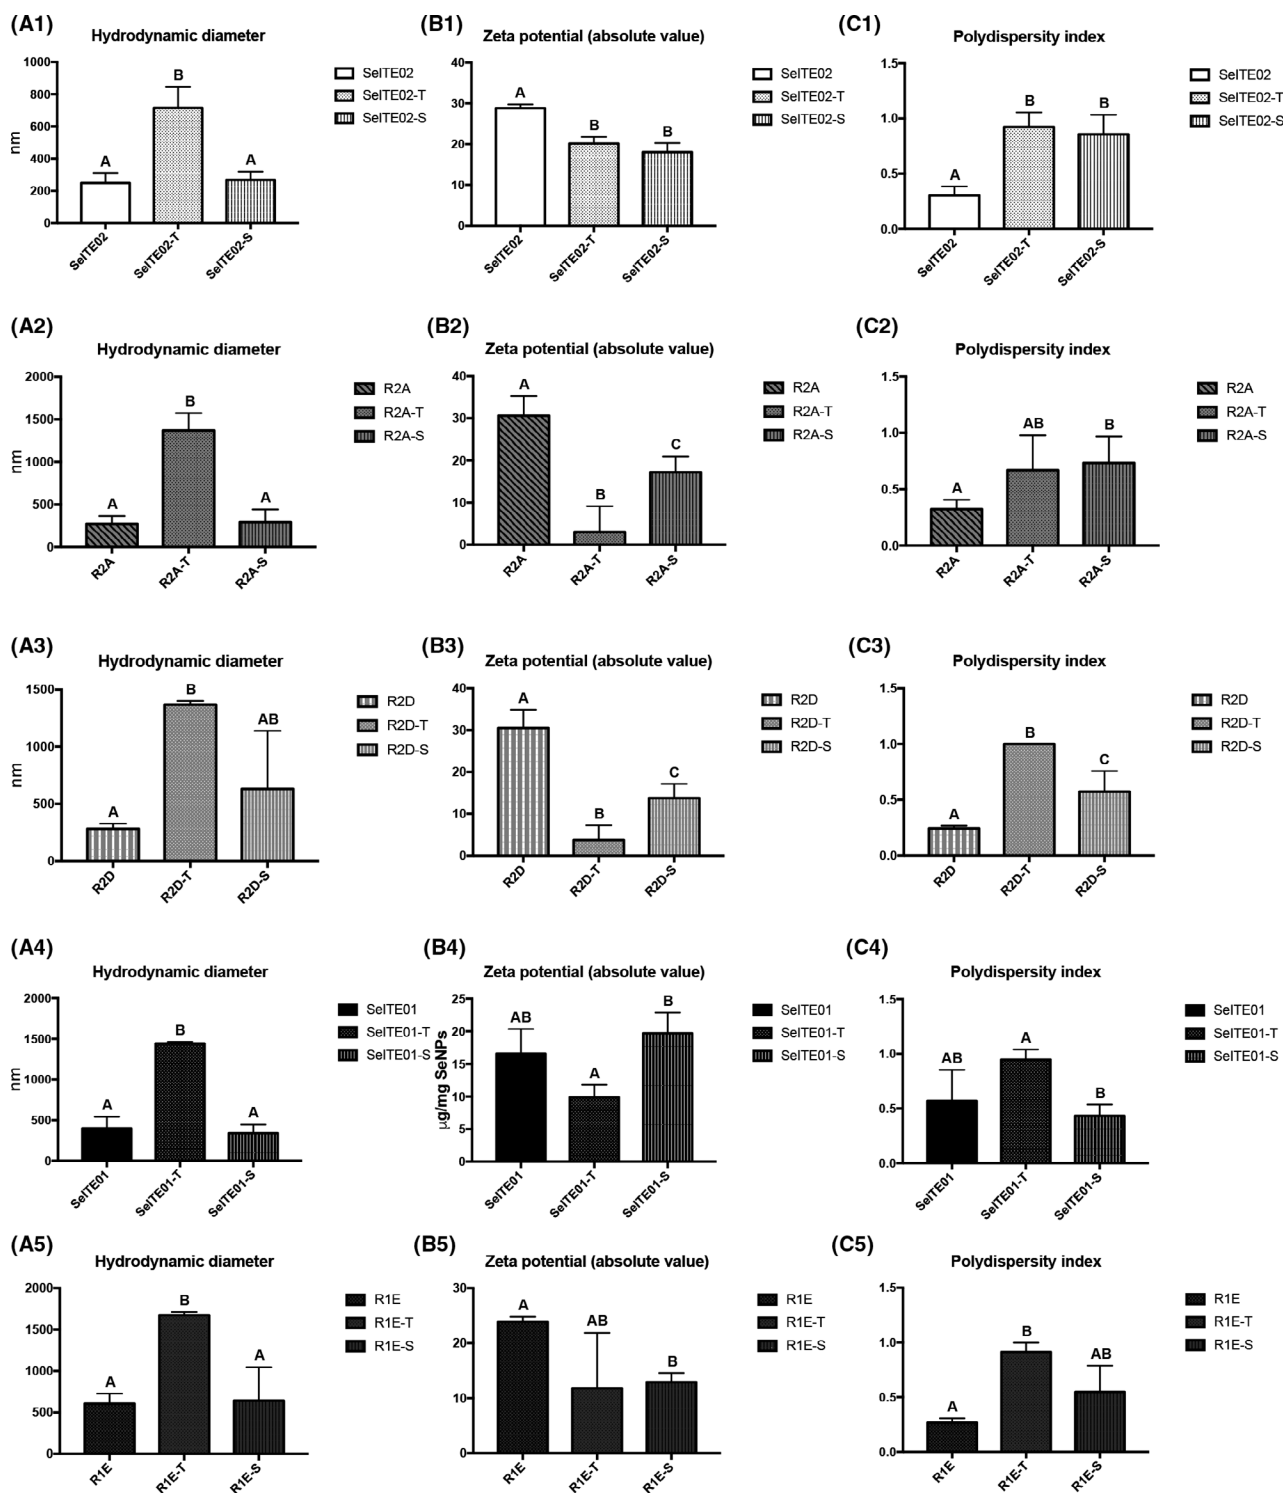 (A1)
Hydrodynamic diameter
1000
800
600
400
200
0
nm
A
B
A
SeITE02
SeITE02-T
SeITE02-S
SeITE02
SeITE02-T
SeITE02-S
(B1)
Zeta potential (absolute value)
40
30
20
10
0
A
B
B
SeITE02
SeITE02-T
SeITE02-S
SeITE02
SeITE02-T
SeITE02-S
(C1)
Polydispersity index
1.5
1.0
0.5
0.0
A
B
B
SeITE02
SeITE02-T
SeITE02-S
SeITE02
SeITE02-T
SeITE02-S
(A2)
Hydrodynamic diameter
2000
1500
1000
500
0
nm
A
B
A
R2A
R2A-T
R2A-S
R2A
R2A-T
R2A-S
(B2)
Zeta potential (absolute value)
40
30
20
10
0
A
B
C
R2A
R2A-T
R2A-S
R2A
R2A-T
R2A-S
(C2)
Polydispersity index
1.5
1.0
0.5
0.0
A
AB
B
R2A
R2A-T
R2A-S
R2A
R2A-T
R2A-S
(A3)
Hydrodynamic diameter
1500
1000
500
0
nm
A
B
AB
R2D
R2D-T
R2D-S
R2D
R2D-T
R2D-S
(B3)
Zeta potential (absolute value)
40
30
20
10
0
A
B
C
R2D
R2D-T
R2D-S
R2D
R2D-T
R2D-S
(C3)
Polydispersity index
1.5
1.0
0.5
0.0
A
B
C
R2D
R2D-T
R2D-S
R2D
R2D-T
R2D-S
(A4)
Hydrodynamic diameter
2000
1500
1000
500
0
nm
A
B
A
SeITE01
SeITE01-T
SeITE01-S
SeITE01
SeITE01-T
SeITE01-S
(B4)
Zeta potential (absolute value)
25
20
15
10
5
0
µg/mg SeNPs
AB
A
B
SeITE01
SeITE01-T
SeITE01-S
SeITE01
SeITE01-T
SeITE01-S
(C4)
Polydispersity index
1.5
1.0
0.5
0.0
AB
A
B
SeITE01
SeITE01-T
SeITE01-S
SeITE01
SeITE01-T
SeITE01-S
(A5)
Hydrodynamic diameter
2000
1500
1000
500
0
A
B
A
R1E
R1E-T
R1E-S
R1E
R1E-T
R1E-S
(B5)
Zeta potential (absolute value)
30
20
10
0
A
AB
B
R1E
R1E-T
R1E-S
R1E
R1E-T
R1E-S
(C5)
Polydispersity index
1.5
1.0
0.5
0.0
A
B
AB
R1E
R1E-T
R1E-S
R1E
R1E-T
R1E-S